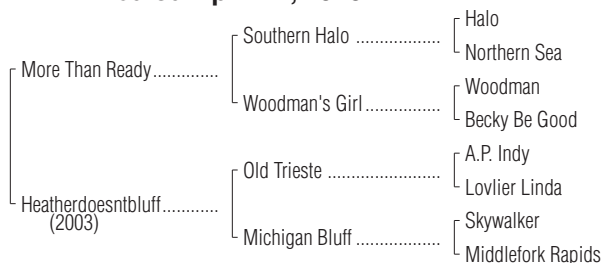 Halo
Southern Halo ...................
Northern Sea
More Than Ready..............
Woodman
Woodman's Girl.................
Becky Be Good
A.P. Indy
Old Trieste ........................
Lovlier Linda
Heatherdoesntbluff............
(2003)
Skywalker
Michigan Bluff ..................
Middlefork Rapids